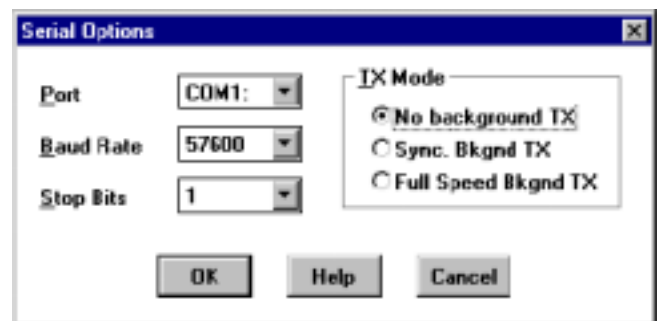 Serial Options
Port
COM1:
Baud Rate
57600
Stop Bits
1
TX Mode
No background TX
Sync. Bkgnd TX
Full Speed Bkgnd TX
OK
Help
Cancel